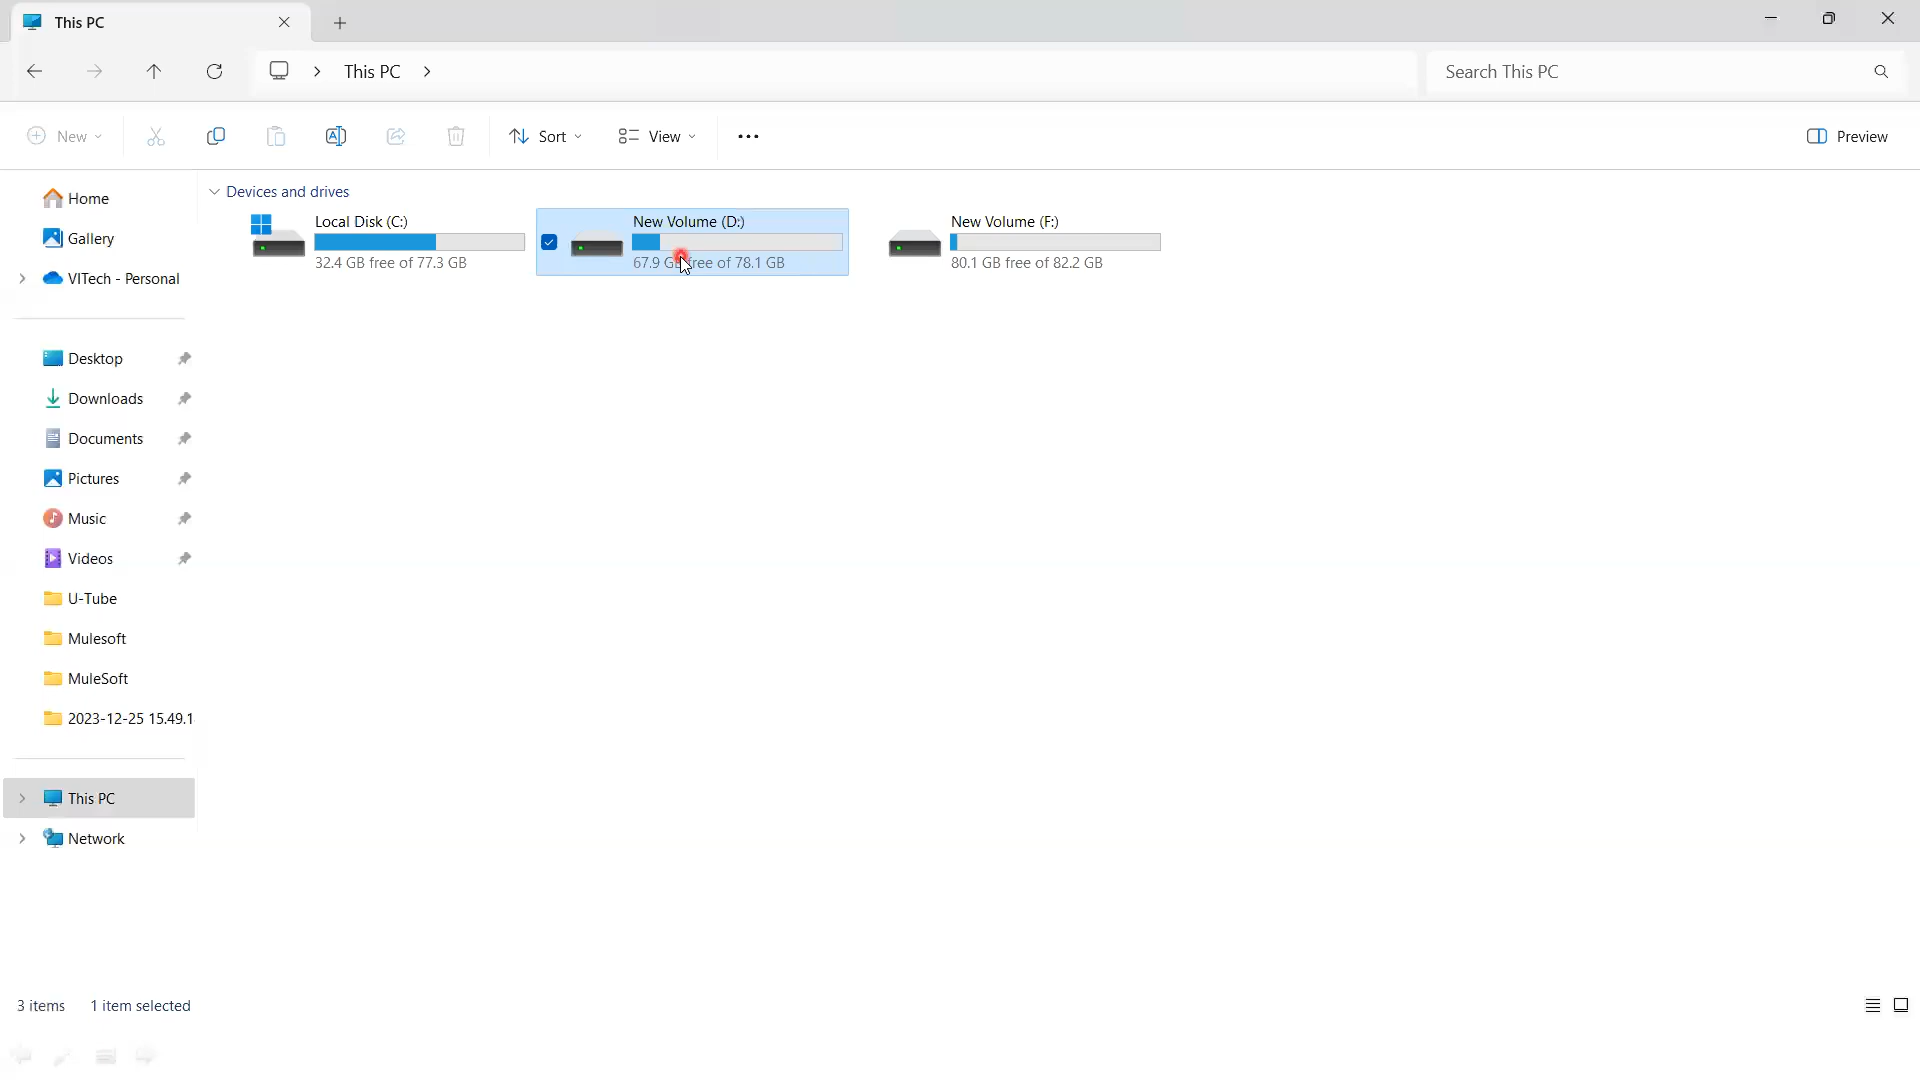 This PC
This PC
Search This PC
New
Sort
View
Preview
Home
Gallery
VITech - Personal
Desktop
Downloads
Documents
Pictures
Music
Videos
U-Tube
Mulesoft
MuleSoft
2023-12-25 15.49.1
This PC
Network
Devices and drives
Local Disk (C:)
32.4 GB free of 77.3 GB
New Volume (D:)
67.9 GB free of 78.1 GB
New Volume (F:)
80.1 GB free of 82.2 GB
3 items
1 item selected